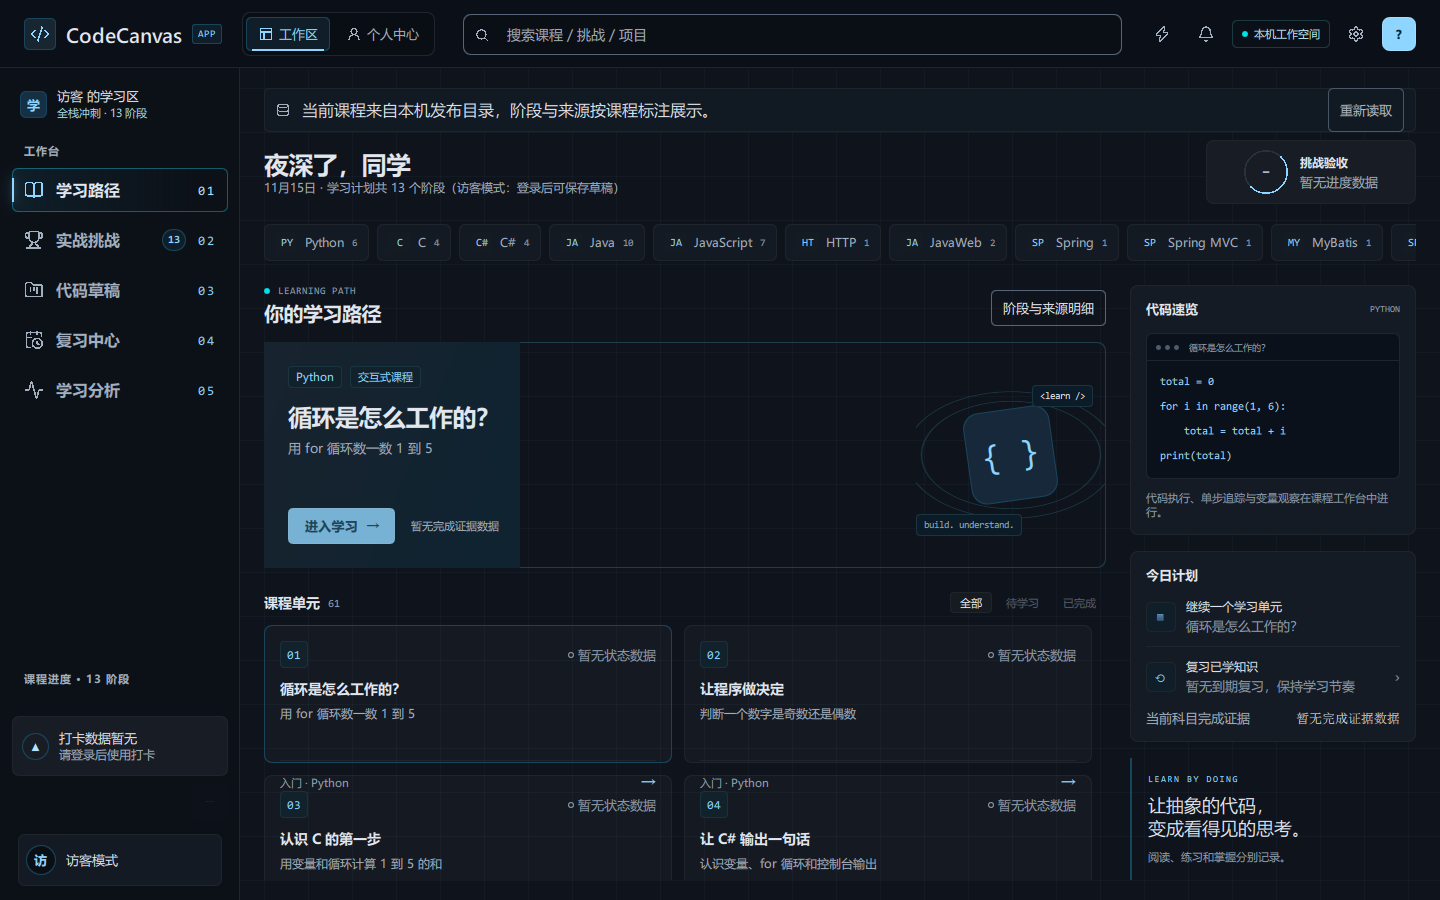 CodeCanvas APP
工作区
个人中心
搜索课程 / 挑战 / 项目
本机工作空间
?
学
访客 的学习区
全栈冲刺 · 13 阶段
工作台
学习路径 01
实战挑战 13 02
代码草稿 03
复习中心 04
学习分析 05
课程进度 • 13 阶段
打卡数据暂无
请登录后使用打卡
访 访客模式
当前课程来自本机发布目录，阶段与来源按课程标注展示。
重新读取
夜深了，同学
11月15日 · 学习计划共 13 个阶段（访客模式：登录后可保存草稿）
挑战验收
暂无进度数据
PY Python 6
C C 4
C# C# 4
JA Java 10
JA JavaScript 7
HT HTTP 1
JA JavaWeb 2
SP Spring 1
SP Spring MVC 1
MY MyBatis 1
LEARNING PATH
你的学习路径
阶段与来源明细
Python 交互式课程
循环是怎么工作的?
用 for 循环数一数 1 到 5
进入学习 →
暂无完成证据数据
<learn />
{ }
build. understand.
课程单元 61
全部 待学习 已完成
01 暂无状态数据
循环是怎么工作的?
用 for 循环数一数 1 到 5
入门 · Python →
02 暂无状态数据
让程序做决定
判断一个数字是奇数还是偶数
入门 · Python →
03 暂无状态数据
认识 C 的第一步
用变量和循环计算 1 到 5 的和
04 暂无状态数据
让 C# 输出一句话
认识变量、for 循环和控制台输出
代码速览 PYTHON
循环是怎么工作的?
total = 0
for i in range(1, 6):
    total = total + i
print(total)
代码执行、单步追踪与变量观察在课程工作台中进
行。
今日计划
继续一个学习单元
循环是怎么工作的?
复习已学知识
暂无到期复习，保持学习节奏
当前科目完成证据 暂无完成证据数据
LEARN BY DOING
让抽象的代码，
变成看得见的思考。
阅读、练习和掌握分别记录。